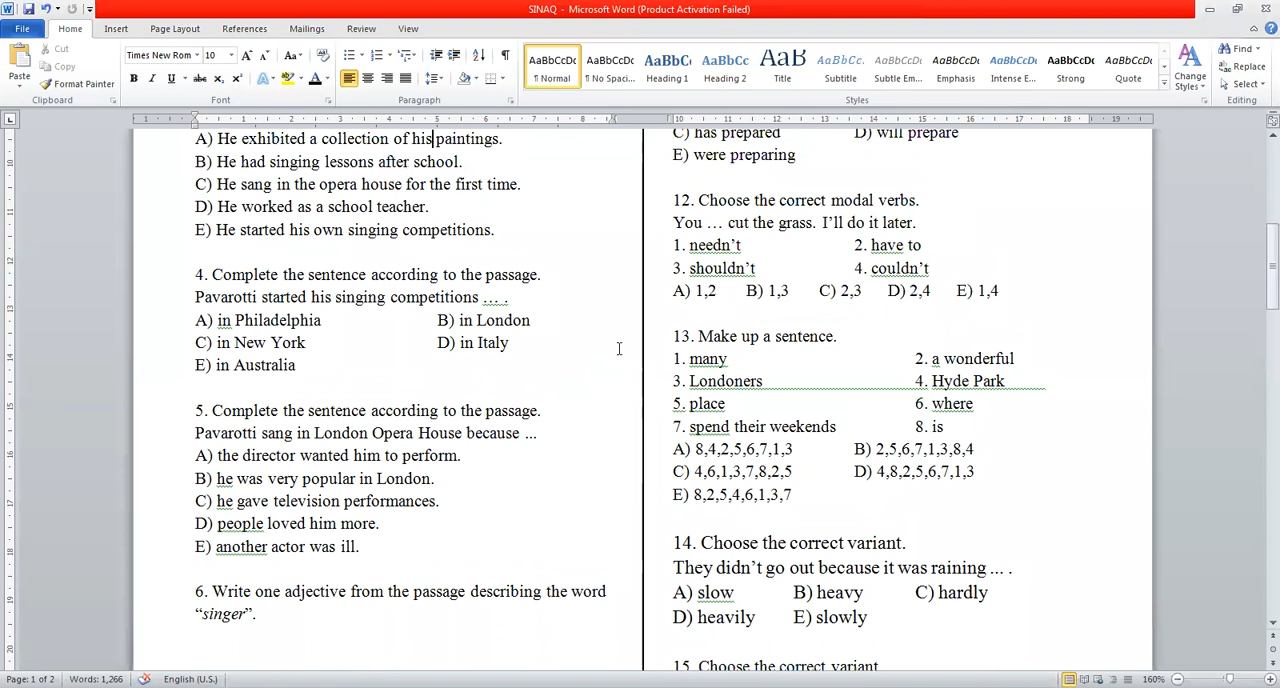 SINAQ - Microsoft Word (Product Activation Failed)
File Home Insert Page Layout References Mailings Review View
Paste
Cut
Copy
Format Painter
Clipboard
Times New Rom 10
Font
Paragraph
AaBbCcDc AaBbCcDc AaBbC AaBbCc AaB AaBbCcL AaBbCcDc AaBbCcDc AaBbCcDc AaBbCcDc AaBbCcDc
¶ Normal ¶ No Spaci... Heading 1 Heading 2 Title Subtitle Subtle Em... Emphasis Intense E... Strong Quote
Change Styles
Styles
Find
Replace
Select
Editing
A) He exhibited a collection of his paintings.
B) He had singing lessons after school.
C) He sang in the opera house for the first time.
D) He worked as a school teacher.
E) He started his own singing competitions.
4. Complete the sentence according to the passage.
Pavarotti started his singing competitions … .
A) in Philadelphia B) in London
C) in New York D) in Italy
E) in Australia
5. Complete the sentence according to the passage.
Pavarotti sang in London Opera House because ...
A) the director wanted him to perform.
B) he was very popular in London.
C) he gave television performances.
D) people loved him more.
E) another actor was ill.
6. Write one adjective from the passage describing the word
“singer”.
C) has prepared D) will prepare
E) were preparing
12. Choose the correct modal verbs.
You … cut the grass. I’ll do it later.
1. needn’t 2. have to
3. shouldn’t 4. couldn’t
A) 1,2 B) 1,3 C) 2,3 D) 2,4 E) 1,4
13. Make up a sentence.
1. many 2. a wonderful
3. Londoners 4. Hyde Park
5. place 6. where
7. spend their weekends 8. is
A) 8,4,2,5,6,7,1,3 B) 2,5,6,7,1,3,8,4
C) 4,6,1,3,7,8,2,5 D) 4,8,2,5,6,7,1,3
E) 8,2,5,4,6,1,3,7
14. Choose the correct variant.
They didn’t go out because it was raining ... .
A) slow B) heavy C) hardly
D) heavily E) slowly
15. Choose the correct variant
Page: 1 of 2 Words: 1,266 English (U.S.) 160%